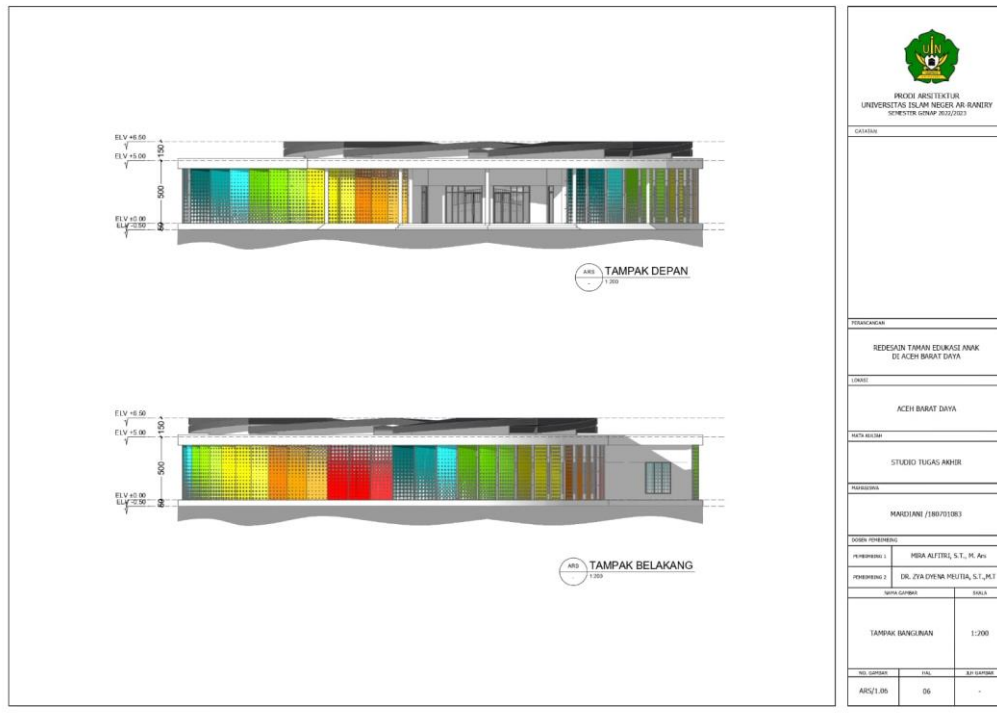 ELV +6.50
150
ELV +5.00
500
ELV ±0.00
ELV -0.50
50
ARS
-
TAMPAK DEPAN
1:200
ELV +6.50
150
ELV +5.00
500
ELV ±0.00
ELV -0.50
50
ARS
-
TAMPAK BELAKANG
1:200
UIN
PRODI ARSITEKTUR
UNIVERSITAS ISLAM NEGER AR-RANIRY
SEMESTER GENAP 2022/2023
CATATAN
PERANCANGAN
REDESAIN TAMAN EDUKASI ANAK
DI ACEH BARAT DAYA
LOKASI
ACEH BARAT DAYA
MATA KULIAH
STUDIO TUGAS AKHIR
MAHASISWA
MARDIANI /180701083
DOSEN PEMBIMBING
PEMBIMBING 1
MIRA ALFITRI, S.T., M. Ars
PEMBIMBING 2
DR. ZYA DYENA MEUTIA, S.T.,M.T
NAMA GAMBAR
SKALA
TAMPAK BANGUNAN
1:200
NO. GAMBAR
HAL.
JLH GAMBAR
ARS/1.06
06
-